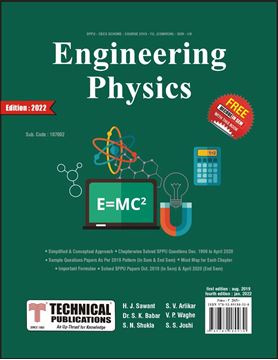 SPPU - CBCS SCHEME - COURSE 2019 - F.E. (COMMON) - SEM - I/II
Engineering
Physics
Edition : 2022
Sub. Code : 107002
FREE
E=MC²
• Simplified & Conceptual Approach • Chapterwise Solved SPPU Questions Dec. 1996 to April 2020
• Sample Questions Papers As Per 2019 Pattern (In Sem & End Sem) • Mind Map for Each Chapter
• Important Formulae • Solved SPPU Papers Oct. 2019 (In Sem) & April 2020 (End Sem)
first edition : aug. 2019
fourth edition : jan. 2022
TECHNICAL
PUBLICATIONS
SINCE 1993 An Up-Thrust for Knowledge
H. J. Sawant S. V. Arlikar
Dr. S. K. Babar V. P. Waghe
S. N. Shukla S. S. Joshi